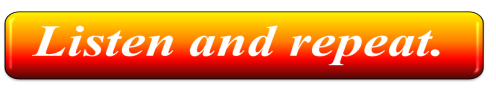 Listen and repeat.